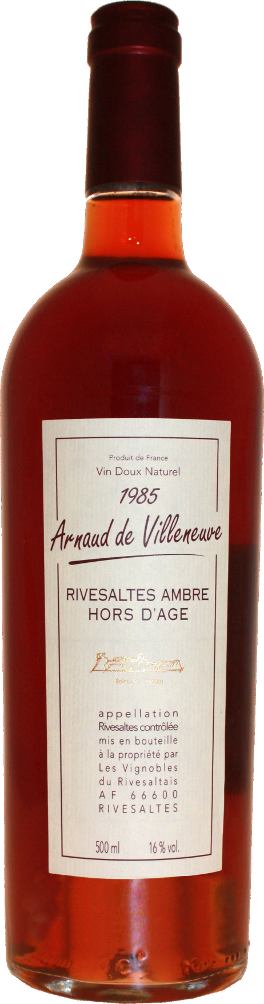 Produit de France
Vin Doux Naturel
1985
Arnaud de Villeneuve
RIVESALTES AMBRE
HORS D'AGE
appellation
Rivesaltes contrôlée
mis en bouteille
à la propriété par
Les Vignobles
du Rivesaltais
AF 66600
RIVESALTES
500 ml 16 % vol.